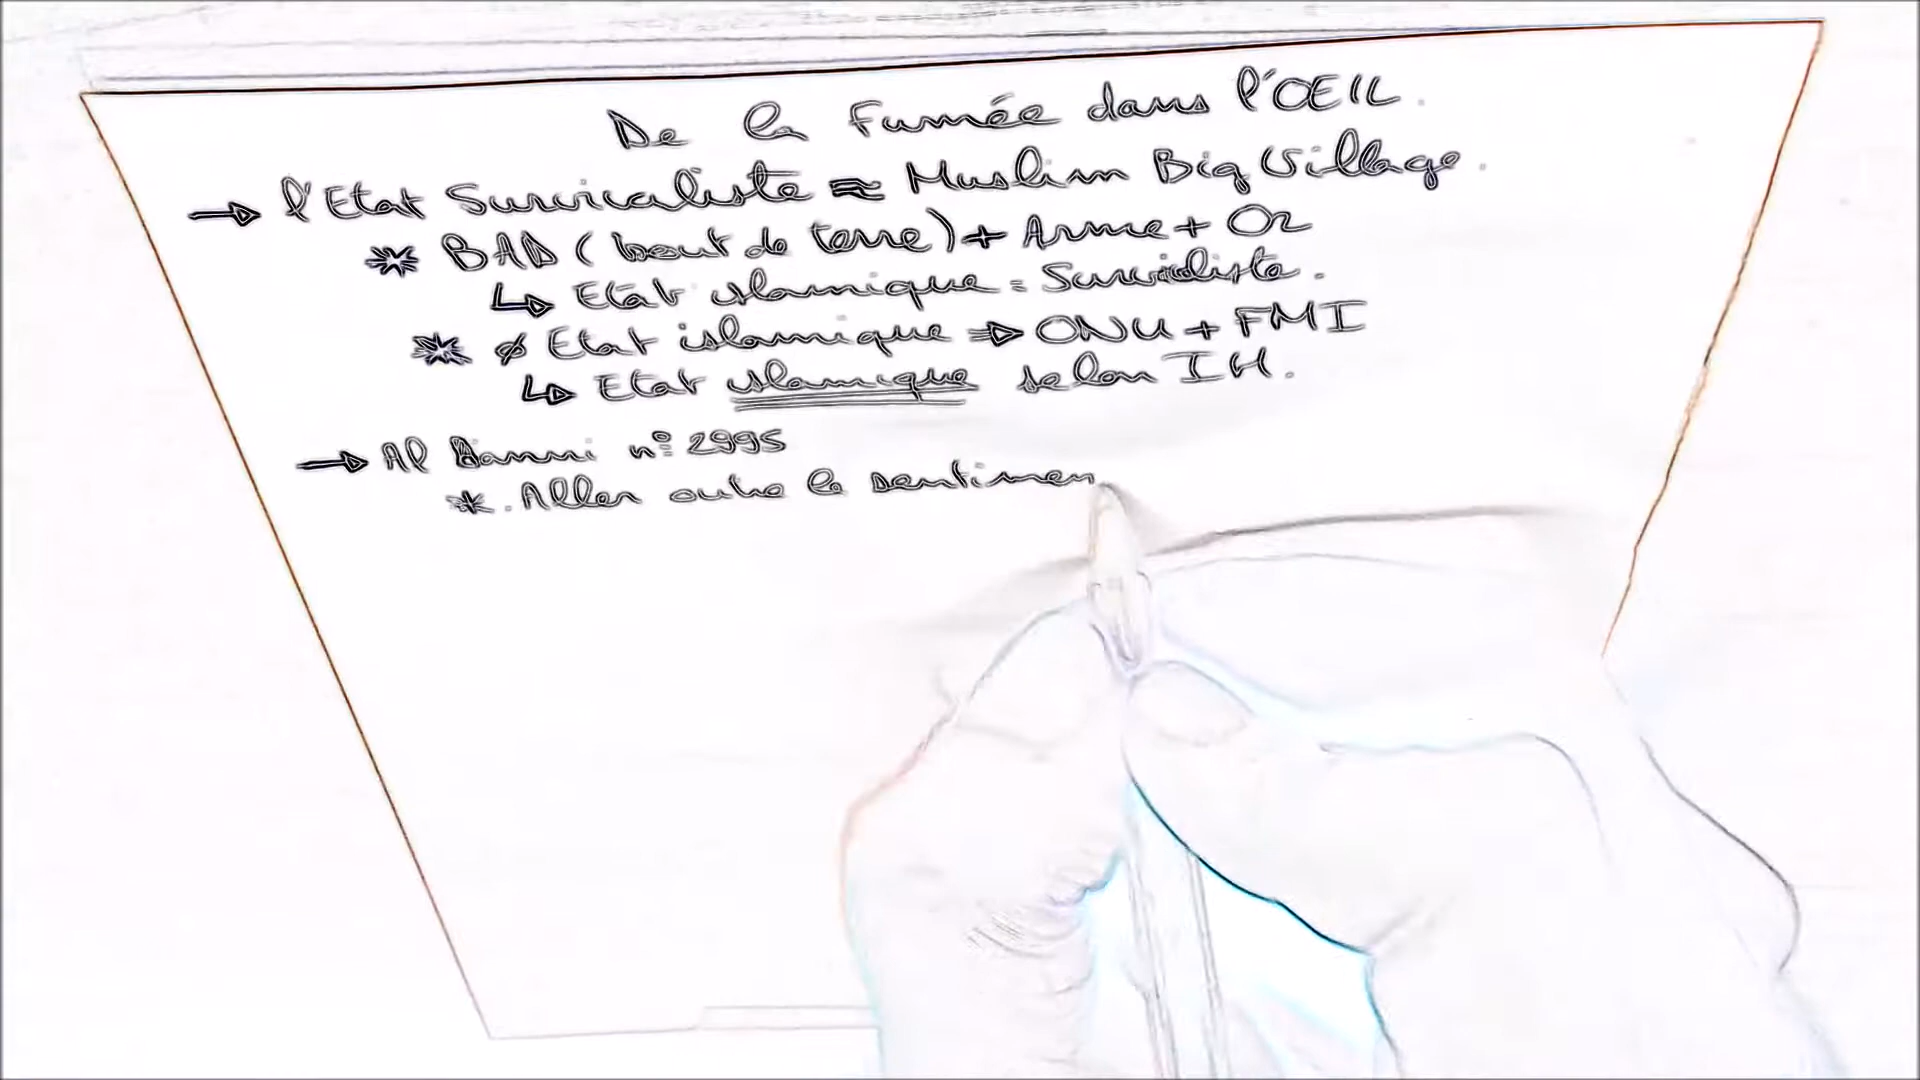 De la Fumée dans l'OEIL.
→ l'Etat Survivaliste ≈ Muslim Big Village.
* BAD (bout de terre) + Arme + Or
↳ Etat islamique = Survivaliste.
* ∅ Etat islamique ⇒ ONU + FMI
↳ Etat islamique selon IH.
→ Al Banni n° 2995
* . Aller outre le sentimen